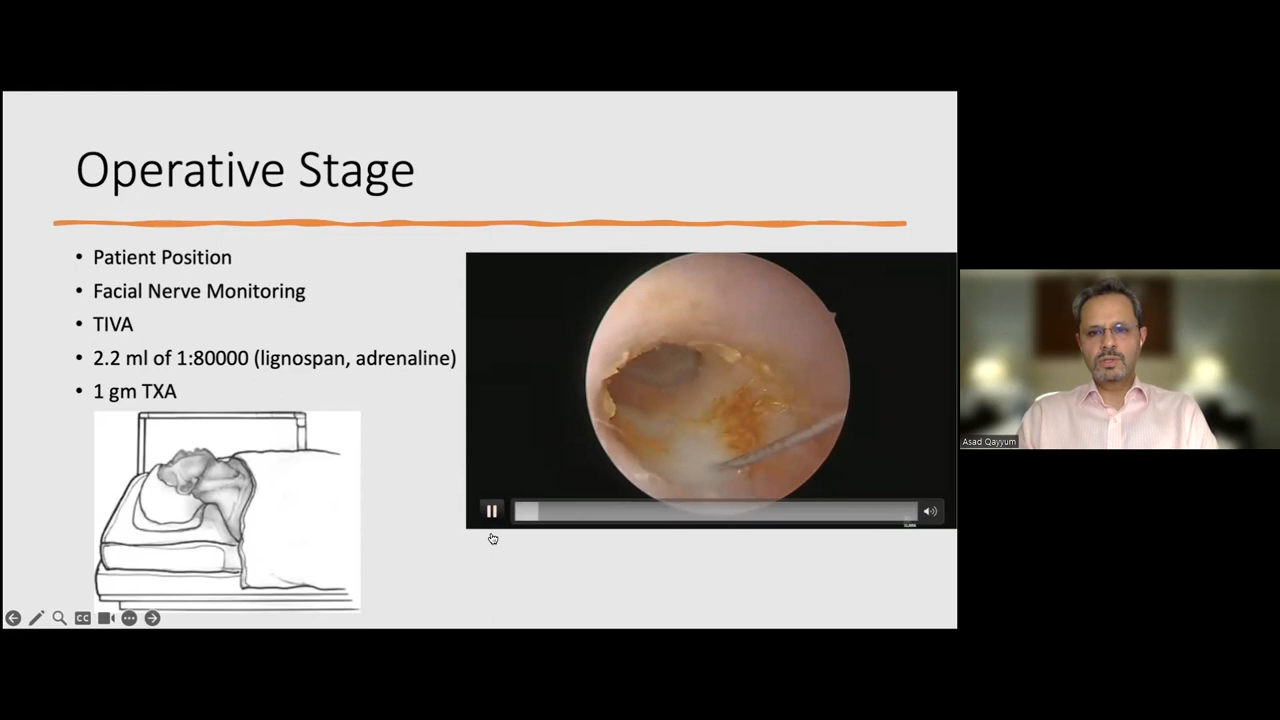 Operative Stage
• Patient Position
• Facial Nerve Monitoring
• TIVA
• 2.2 ml of 1:80000 (lignospan, adrenaline)
• 1 gm TXA
Asad Qayyum
CC